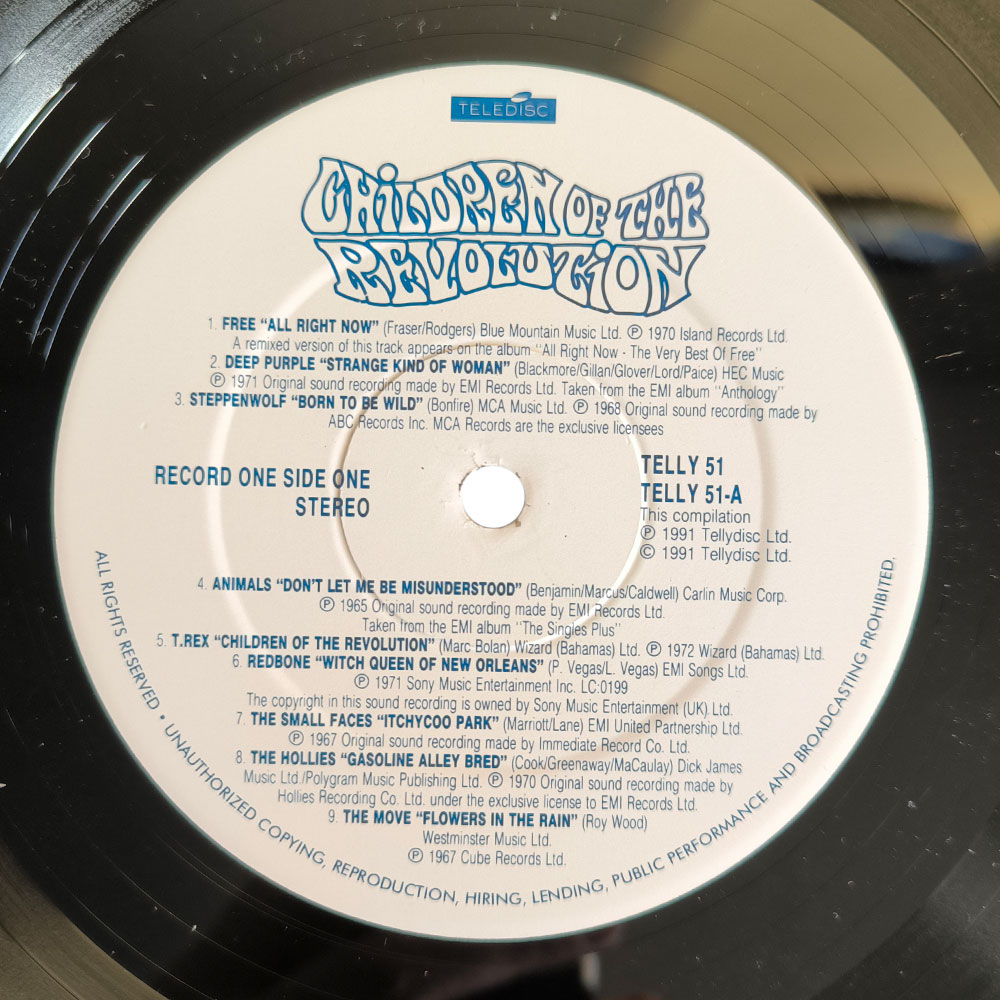 TELEDISC
CHiLDREN OF THE
REVOLUTiON
1. FREE "ALL RIGHT NOW" (Fraser/Rodgers) Blue Mountain Music Ltd. ℗ 1970 Island Records Ltd.
A remixed version of this track appears on the album "All Right Now - The Very Best Of Free"
2. DEEP PURPLE "STRANGE KIND OF WOMAN" (Blackmore/Gillan/Glover/Lord/Paice) HEC Music
℗ 1971 Original sound recording made by EMI Records Ltd. Taken from the EMI album "Anthology"
3. STEPPENWOLF "BORN TO BE WILD" (Bonfire) MCA Music Ltd. ℗ 1968 Original sound recording made by
ABC Records Inc. MCA Records are the exclusive licensees
RECORD ONE SIDE ONE
STEREO
TELLY 51
TELLY 51-A
This compilation
℗ 1991 Tellydisc Ltd.
© 1991 Tellydisc Ltd.
4. ANIMALS "DON'T LET ME BE MISUNDERSTOOD" (Benjamin/Marcus/Caldwell) Carlin Music Corp.
℗ 1965 Original sound recording made by EMI Records Ltd.
Taken from the EMI album "The Singles Plus"
5. T.REX "CHILDREN OF THE REVOLUTION" (Marc Bolan) Wizard (Bahamas) Ltd. ℗ 1972 Wizard (Bahamas) Ltd.
6. REDBONE "WITCH QUEEN OF NEW ORLEANS" (P. Vegas/L. Vegas) EMI Songs Ltd.
℗ 1971 Sony Music Entertainment Inc. LC:0199
The copyright in this sound recording is owned by Sony Music Entertainment (UK) Ltd.
7. THE SMALL FACES "ITCHYCOO PARK" (Marriott/Lane) EMI United Partnership Ltd.
℗ 1967 Original sound recording made by Immediate Record Co. Ltd.
8. THE HOLLIES "GASOLINE ALLEY BRED" (Cook/Greenaway/MaCaulay) Dick James
Music Ltd./Polygram Music Publishing Ltd. ℗ 1970 Original sound recording made by
Hollies Recording Co. Ltd. under the exclusive license to EMI Records Ltd.
9. THE MOVE "FLOWERS IN THE RAIN" (Roy Wood)
Westminster Music Ltd.
℗ 1967 Cube Records Ltd.
ALL RIGHTS RESERVED • UNAUTHORIZED COPYING, REPRODUCTION, HIRING, LENDING, PUBLIC PERFORMANCE AND BROADCASTING PROHIBITED.